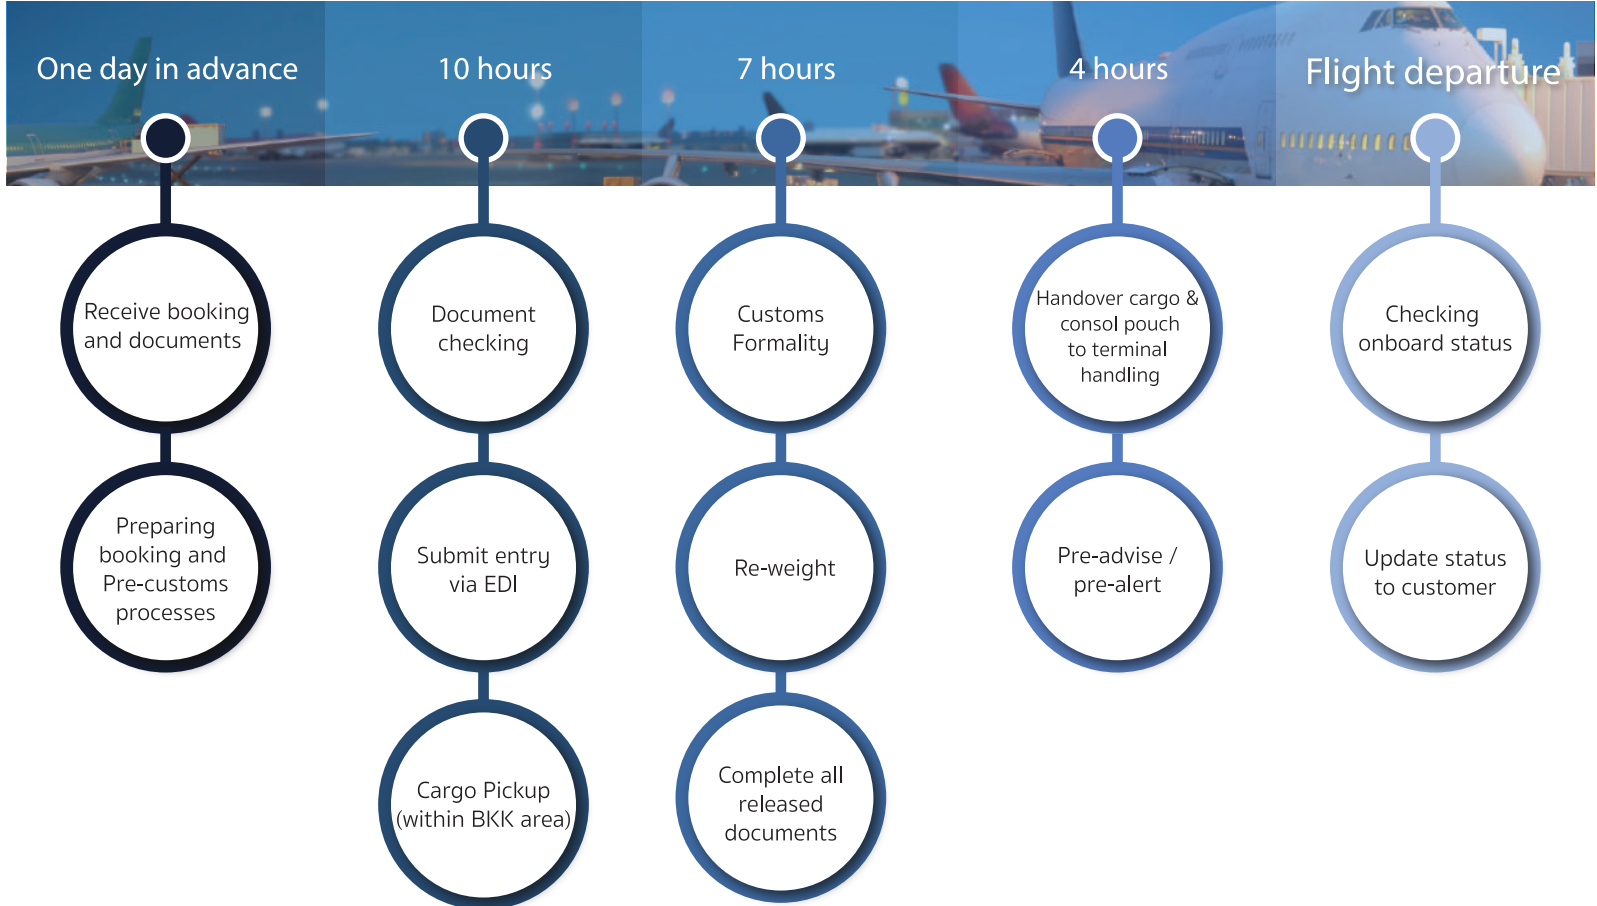 One day in advance
10 hours
7 hours
4 hours
Flight departure
Receive booking
and documents
Preparing
booking and
Pre-customs
processes
Document
checking
Submit entry
via EDI
Cargo Pickup
(within BKK area)
Customs
Formality
Re-weight
Complete all
released
documents
Handover cargo &
consol pouch
to terminal
handling
Pre-advise /
pre-alert
Checking
onboard status
Update status
to customer